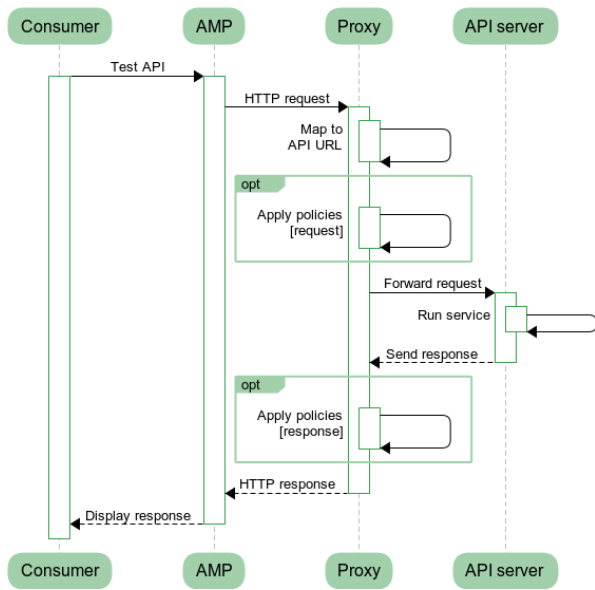 Consumer
AMP
Proxy
API server
Test API
HTTP request
Map to
API URL
opt
Apply policies
[request]
Forward request
Run service
Send response
opt
Apply policies
[response]
HTTP response
Display response
Consumer
AMP
Proxy
API server